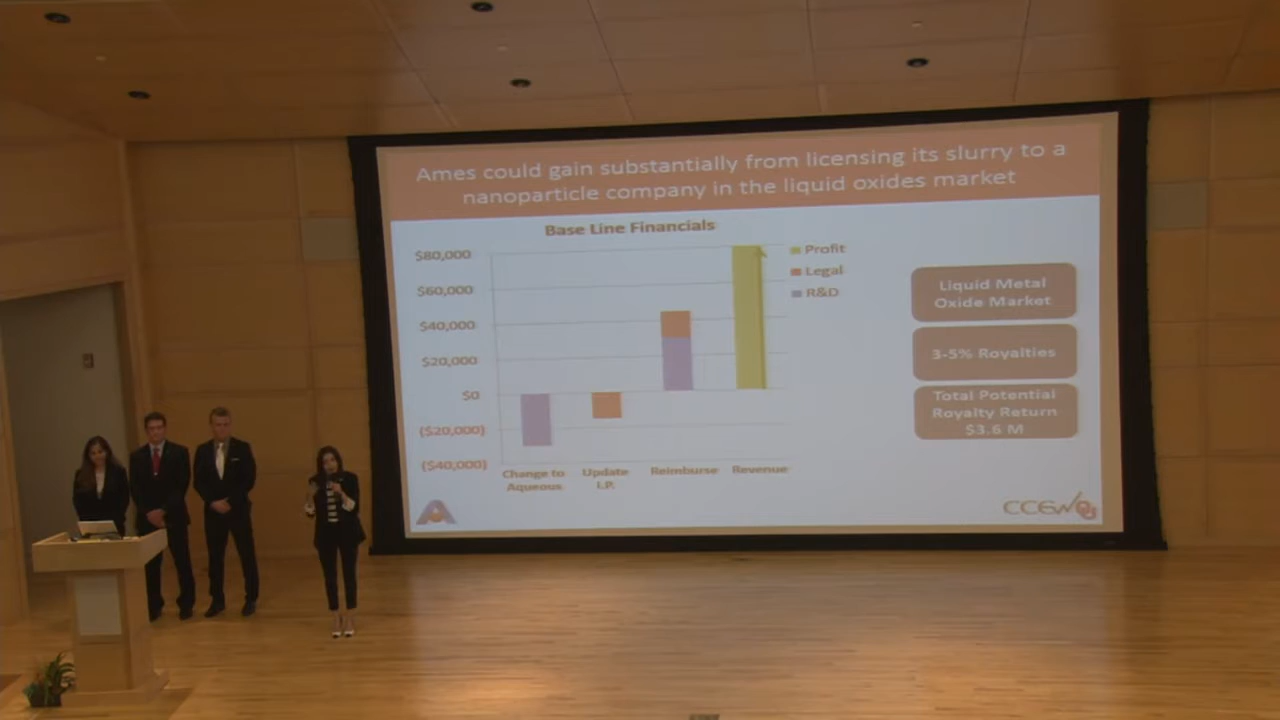 Ames could gain substantially from licensing its slurry to a
nanoparticle company in the liquid oxides market
Base Line Financials
$80,000
$60,000
$40,000
$20,000
$0
($20,000)
($40,000)
Change to
Aqueous
Update
I.P.
Reimburse
Revenue
Profit
Legal
R&D
Liquid Metal
Oxide Market
3-5% Royalties
Total Potential
Royalty Return
$3.6 M
CCEW
OU